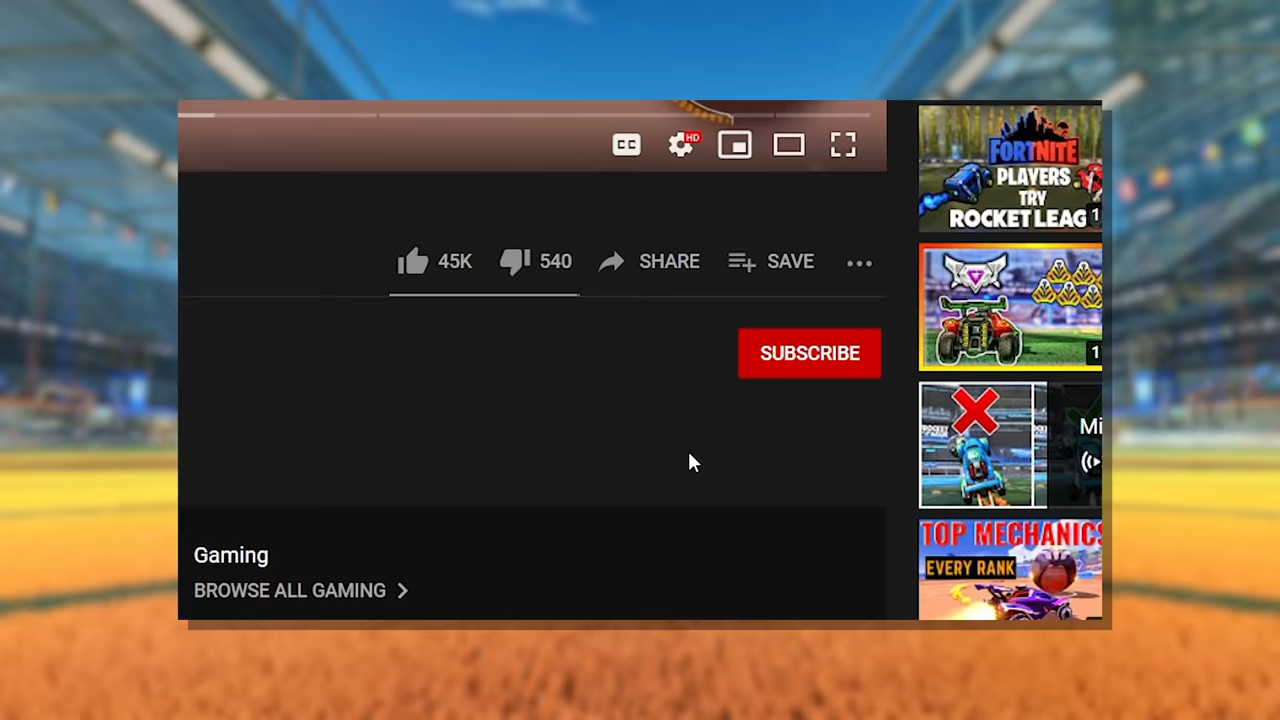 HD
45K
540
SHARE
SAVE
SUBSCRIBE
Gaming
BROWSE ALL GAMING
FORTNITE
PLAYERS
TRY
ROCKET LEAG
1
1
Mi
TOP MECHANICS
EVERY RANK